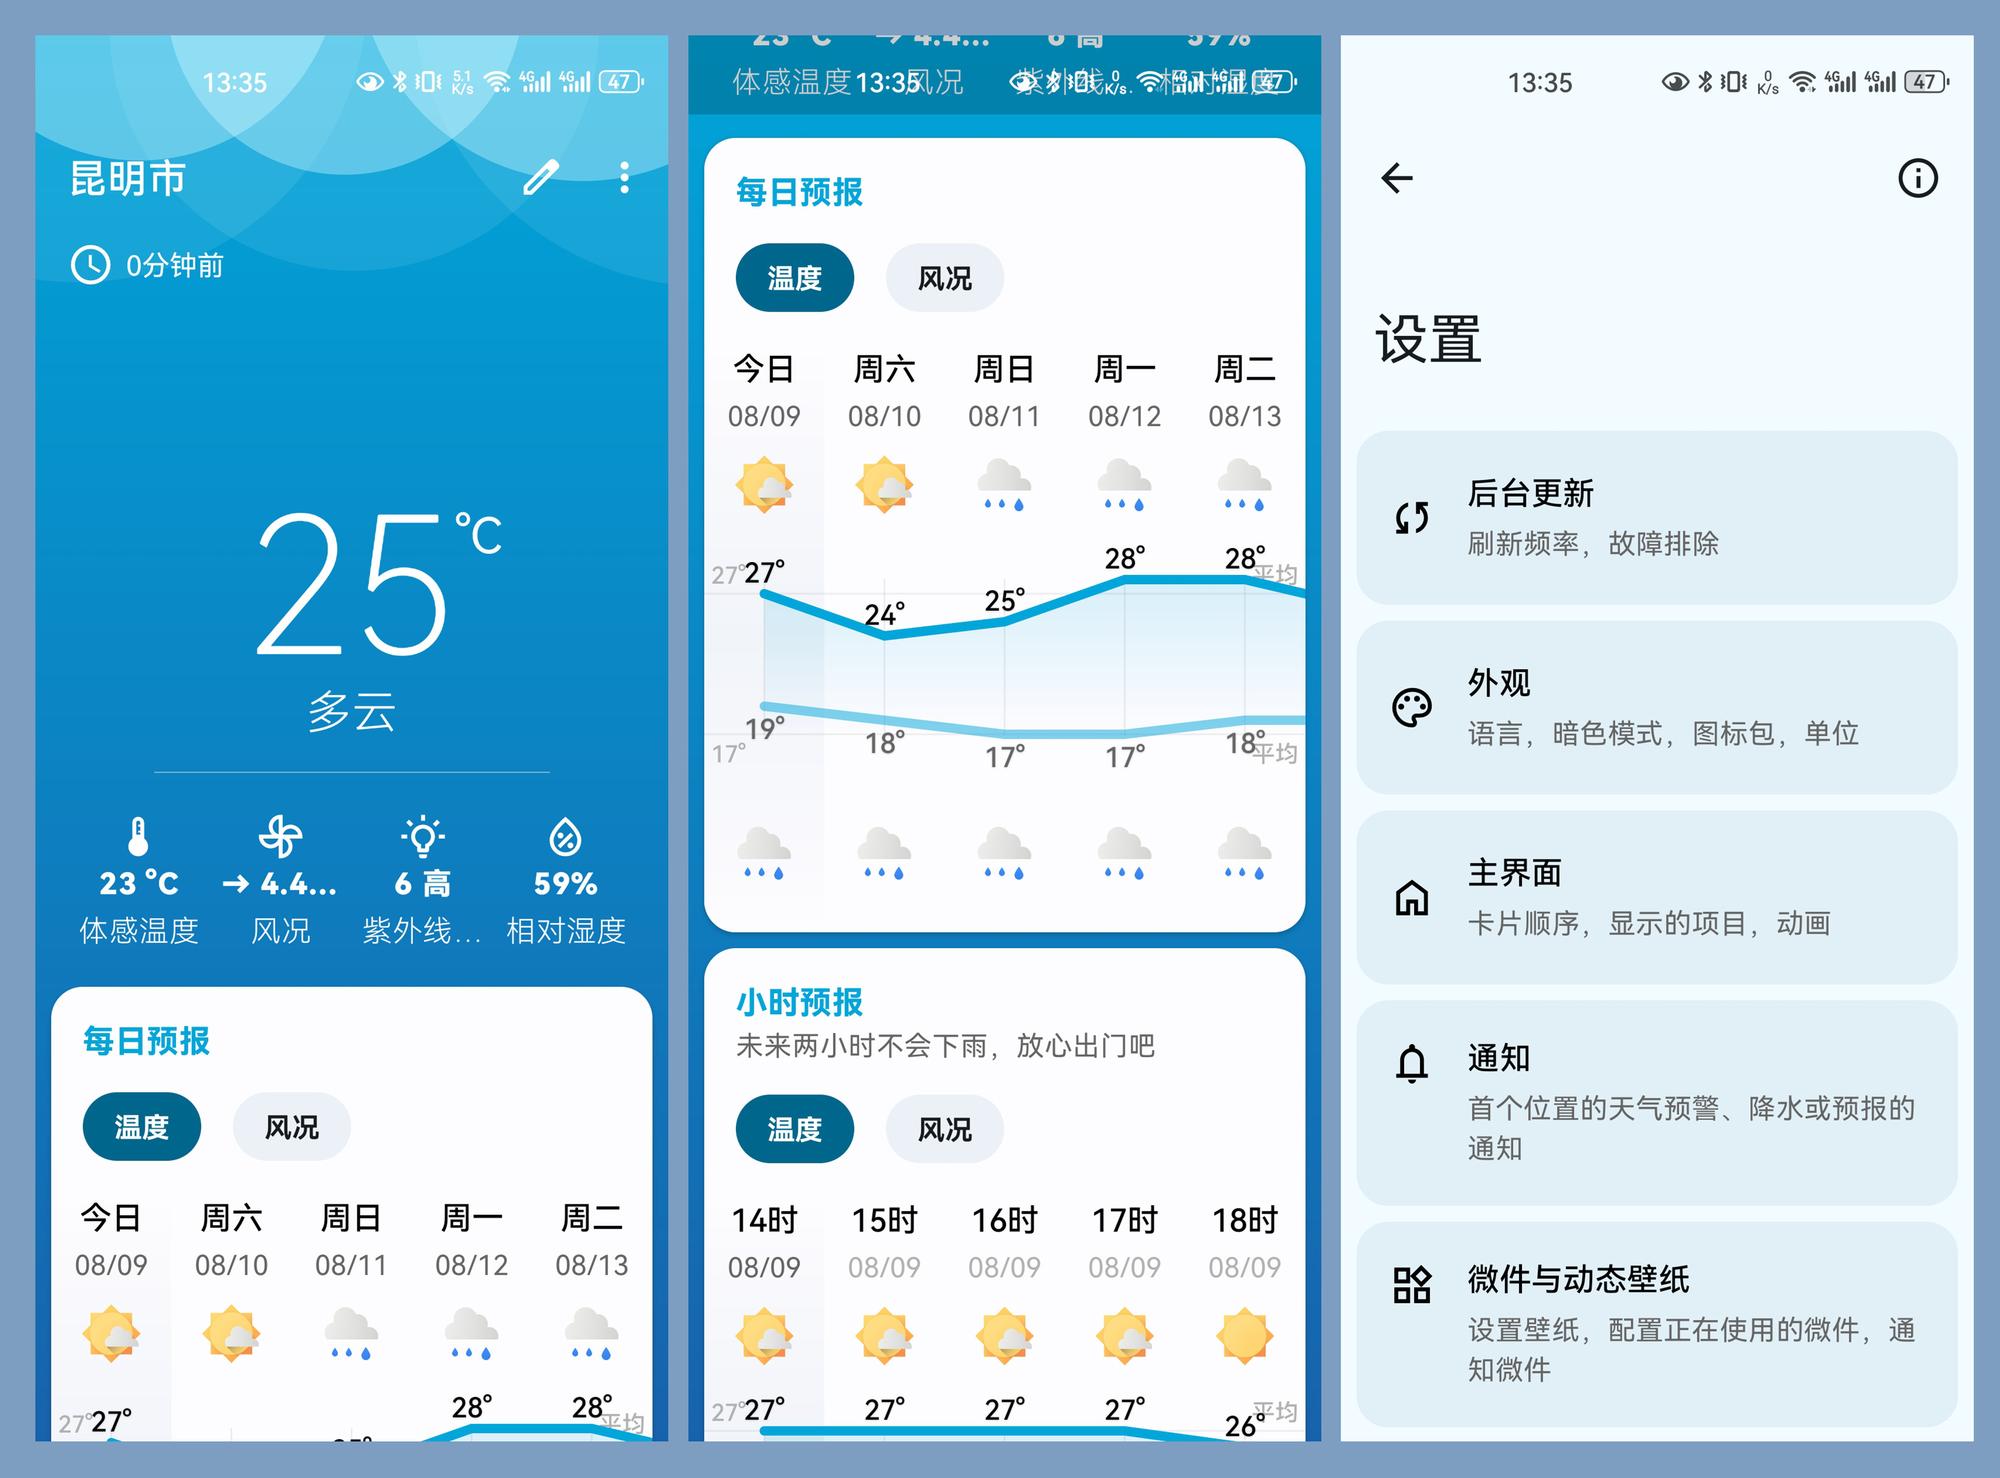 13:35
5.1 K/s
4G
4G
47
昆明市
0分钟前
25℃
多云
23 ℃
→ 4.4...
6 高
59%
体感温度
风况
紫外线...
相对湿度
每日预报
温度
风况
今日
周六
周日
周一
周二
08/09
08/10
08/11
08/12
08/13
27°
27°
28°
28°
平均
23 ℃
→ 4.4...
6 高
59%
体感温度
13:35
风况
紫外线...
0 K/s
4G
4G
相对湿度
47
每日预报
温度
风况
今日
周六
周日
周一
周二
08/09
08/10
08/11
08/12
08/13
27°
27°
24°
25°
28°
28°
平均
17°
19°
18°
17°
17°
18°
平均
小时预报
未来两小时不会下雨，放心出门吧
温度
风况
14时
15时
16时
17时
18时
08/09
08/09
08/09
08/09
08/09
27°
27°
27°
27°
27°
26°
平均
13:35
0 K/s
4G
4G
47
设置
后台更新
刷新频率，故障排除
外观
语言，暗色模式，图标包，单位
主界面
卡片顺序，显示的项目，动画
通知
首个位置的天气预警、降水或预报的
通知
微件与动态壁纸
设置壁纸，配置正在使用的微件，通
知微件